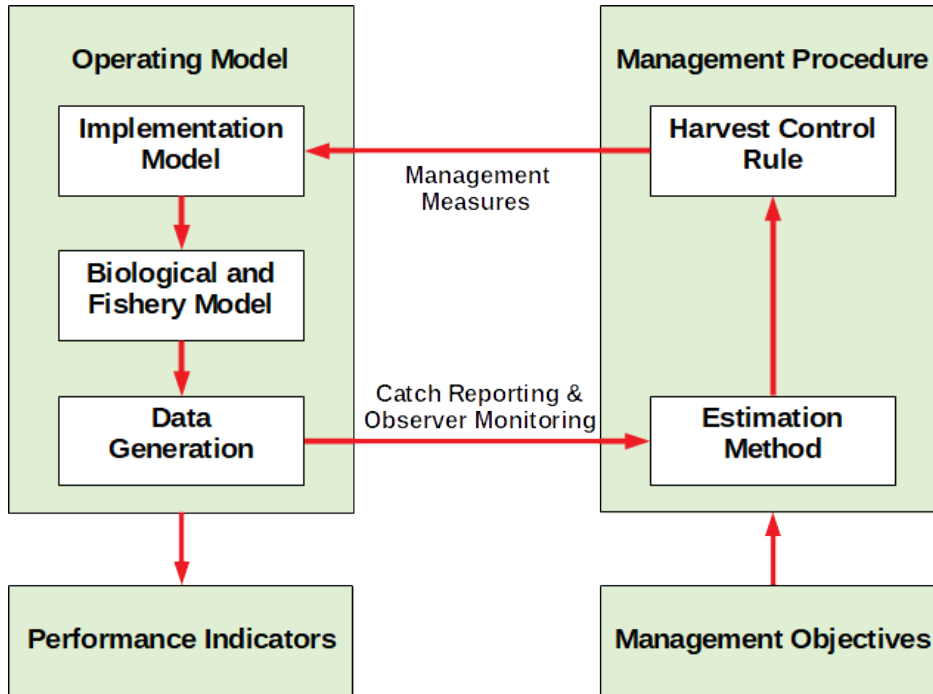 Operating Model
Implementation
Model
Biological and
Fishery Model
Data
Generation
Management
Measures
Catch Reporting &
Observer Monitoring
Management Procedure
Harvest Control
Rule
Estimation
Method
Performance Indicators
Management Objectives